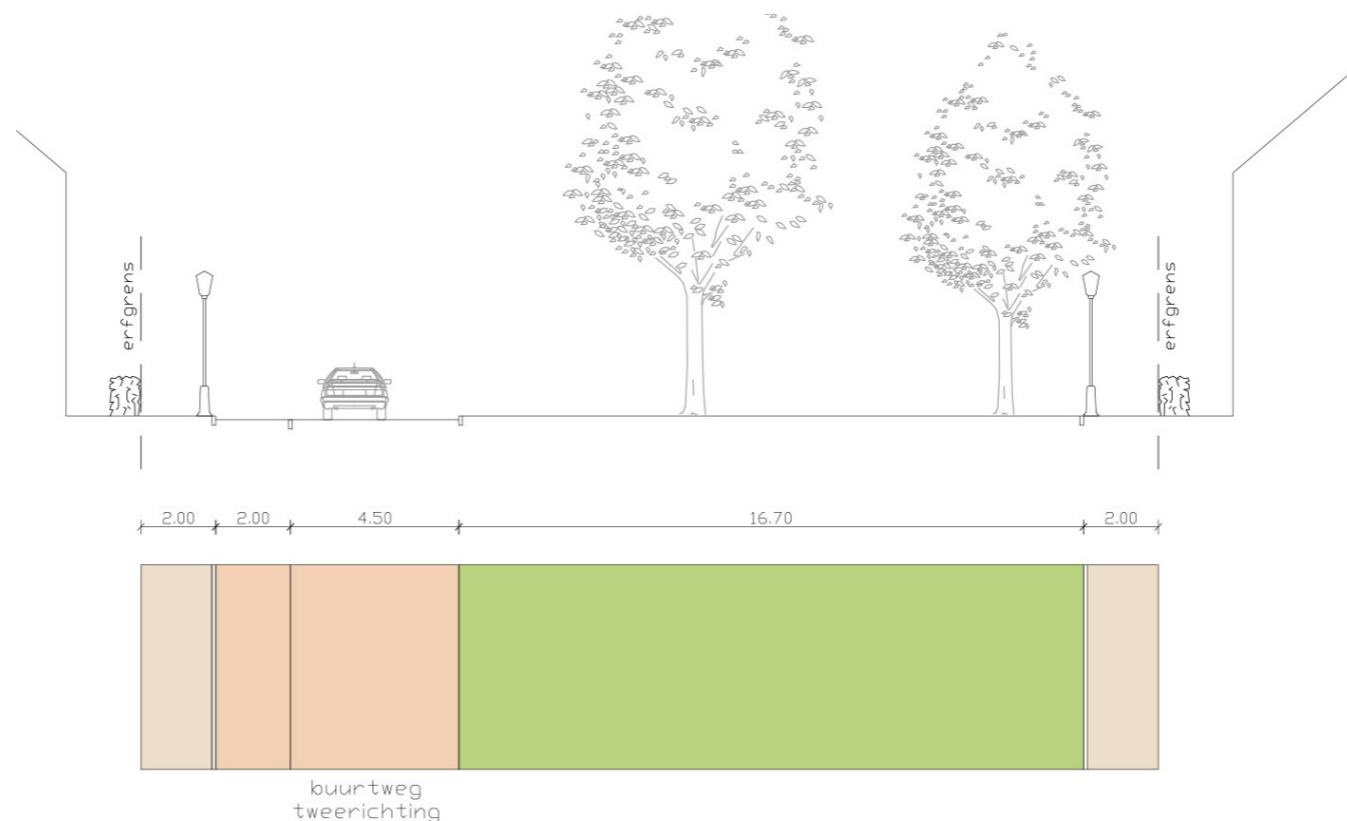 erfgrens
erfgrens
2.00 2.00 4.50 16.70 2.00
buurtweg
tweerichting